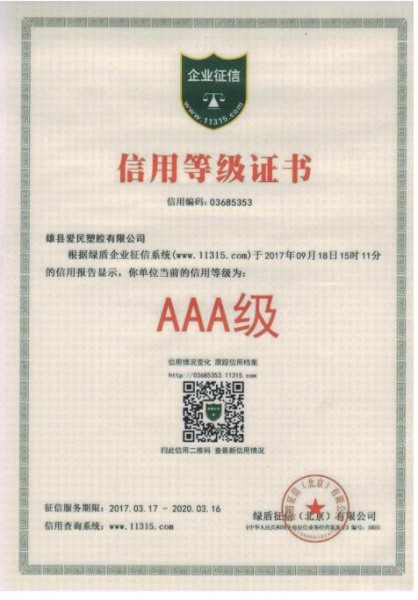 企业征信
www.11315.com
信用等级证书
信用编码：03685353
雄县爱民塑胶有限公司
根据绿盾企业征信系统(www.11315.com)于2017年09月18日15时11分
的信用报告显示，你单位当前的信用等级为：
AAA级
信用情况变化 跟踪信用档案
http://03685353.11315.com
扫此信用二维码 查最新信用情况
征信服务期限：2017.03.17 - 2020.03.16
绿盾征信（北京）有限公司
信用查询系统：www.11315.com